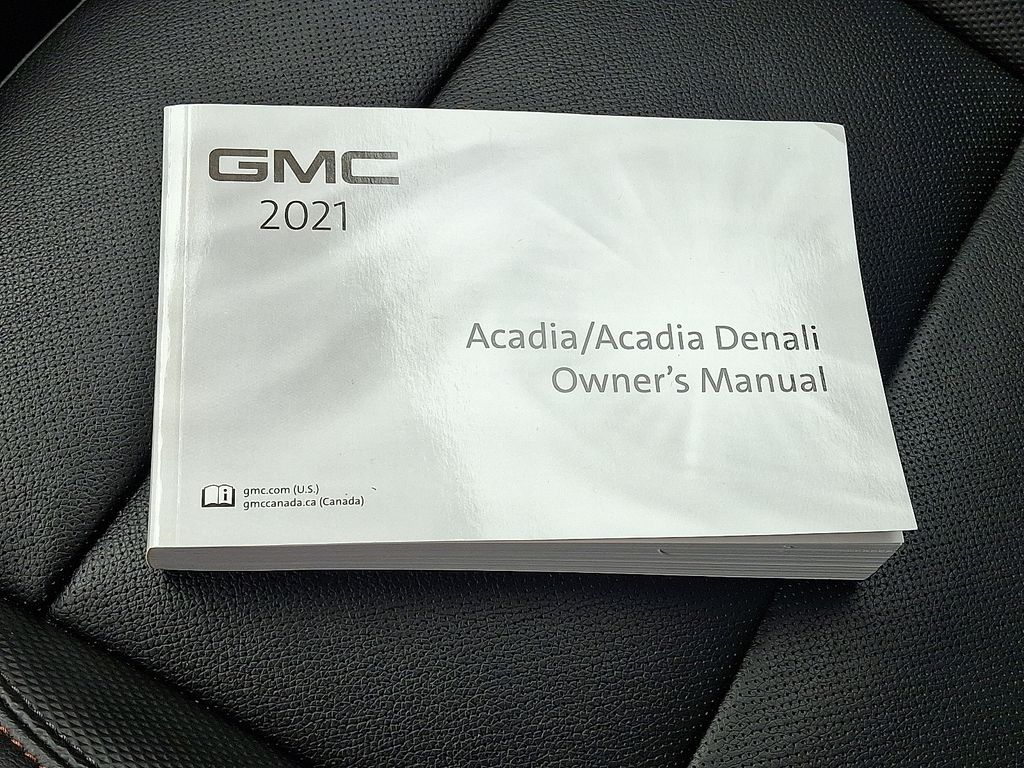 GMC
2021
Acadia/Acadia Denali
Owner's Manual
gmc.com (U.S.)
gmccanada.ca (Canada)